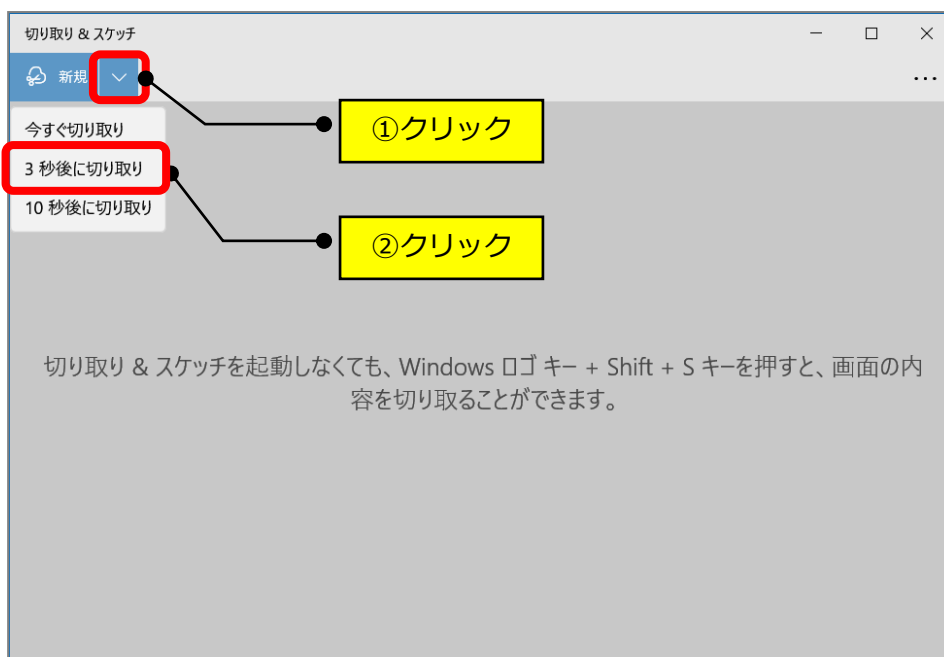 切り取り & スケッチ
新規
①クリック
今すぐ切り取り
3 秒後に切り取り
10 秒後に切り取り
②クリック
切り取り & スケッチを起動しなくても、Windows ロゴ キー + Shift + S キーを押すと、画面の内
容を切り取ることができます。